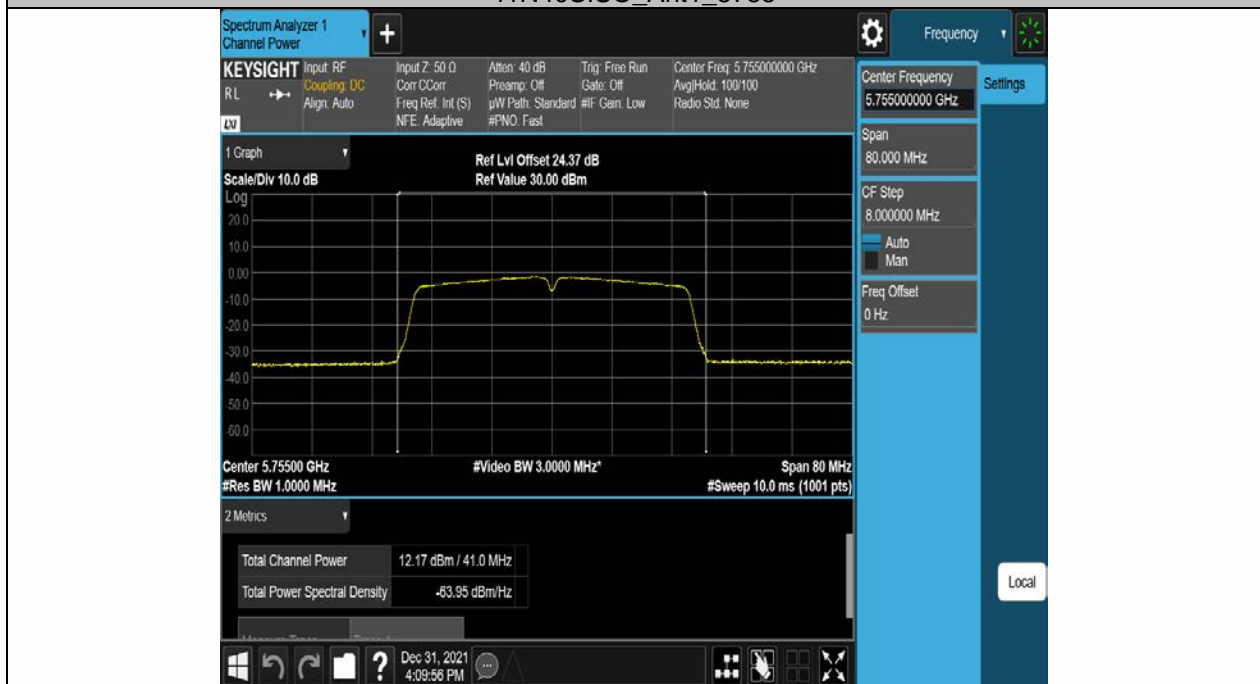 Spectrum Analyzer 1
Channel Power
+
Frequency
KEYSIGHT
RL
LXI
Input: RF
Coupling: DC
Align: Auto
Input Z: 50 Ω
Corr CCorr
Freq Ref: Int (S)
NFE: Adaptive
Atten: 40 dB
Preamp: Off
µW Path: Standard
#PNO: Fast
Trig: Free Run
Gate: Off
#IF Gain: Low
Center Freq: 5.755000000 GHz
Avg|Hold: 100/100
Radio Std: None
Center Frequency
5.755000000 GHz
Settings
Span
80.000 MHz
CF Step
8.000000 MHz
Auto
Man
Freq Offset
0 Hz
Local
1 Graph
Scale/Div 10.0 dB
Ref Lvl Offset 24.37 dB
Ref Value 30.00 dBm
Log
20.0
10.0
0.00
-10.0
-20.0
-30.0
-40.0
-50.0
-60.0
Center 5.75500 GHz
#Res BW 1.0000 MHz
#Video BW 3.0000 MHz*
Span 80 MHz
#Sweep 10.0 ms (1001 pts)
2 Metrics
Total Channel Power 12.17 dBm / 41.0 MHz
Total Power Spectral Density -63.95 dBm/Hz
?
Dec 31, 2021
4:09:56 PM